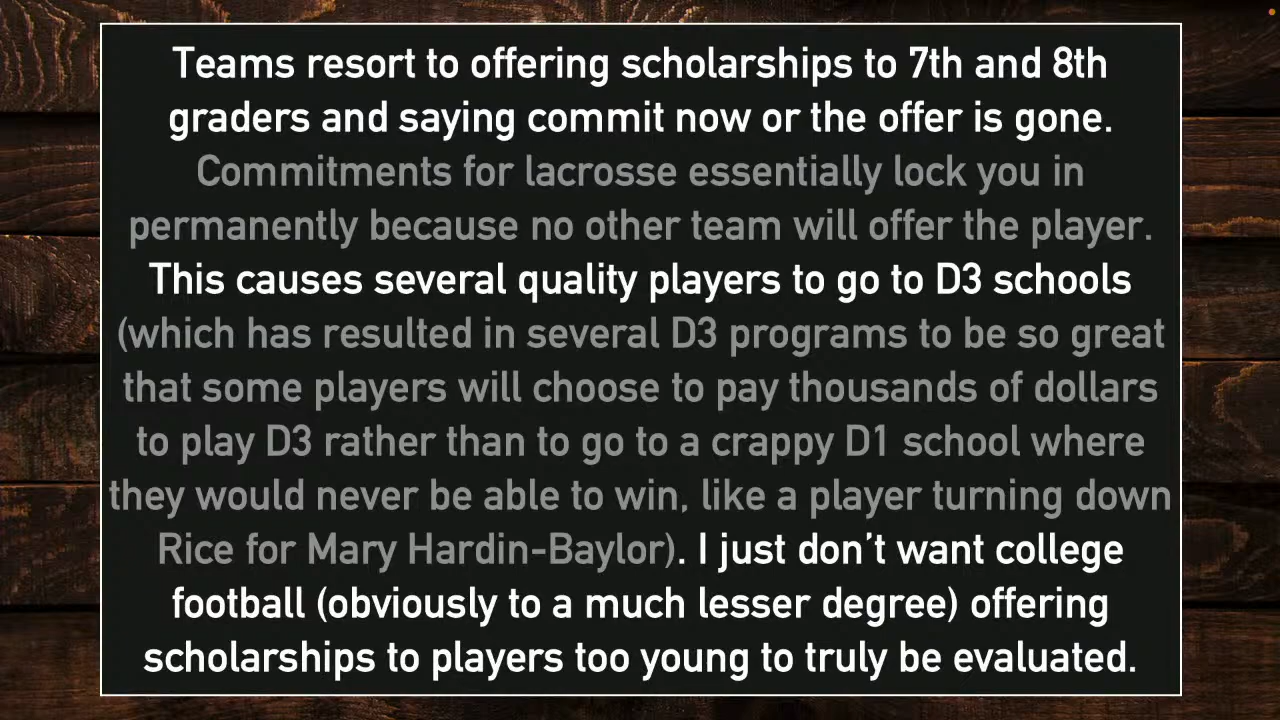 Teams resort to offering scholarships to 7th and 8th
graders and saying commit now or the offer is gone.
Commitments for lacrosse essentially lock you in
permanently because no other team will offer the player.
This causes several quality players to go to D3 schools
(which has resulted in several D3 programs to be so great
that some players will choose to pay thousands of dollars
to play D3 rather than to go to a crappy D1 school where
they would never be able to win, like a player turning down
Rice for Mary Hardin-Baylor). I just don’t want college
football (obviously to a much lesser degree) offering
scholarships to players too young to truly be evaluated.